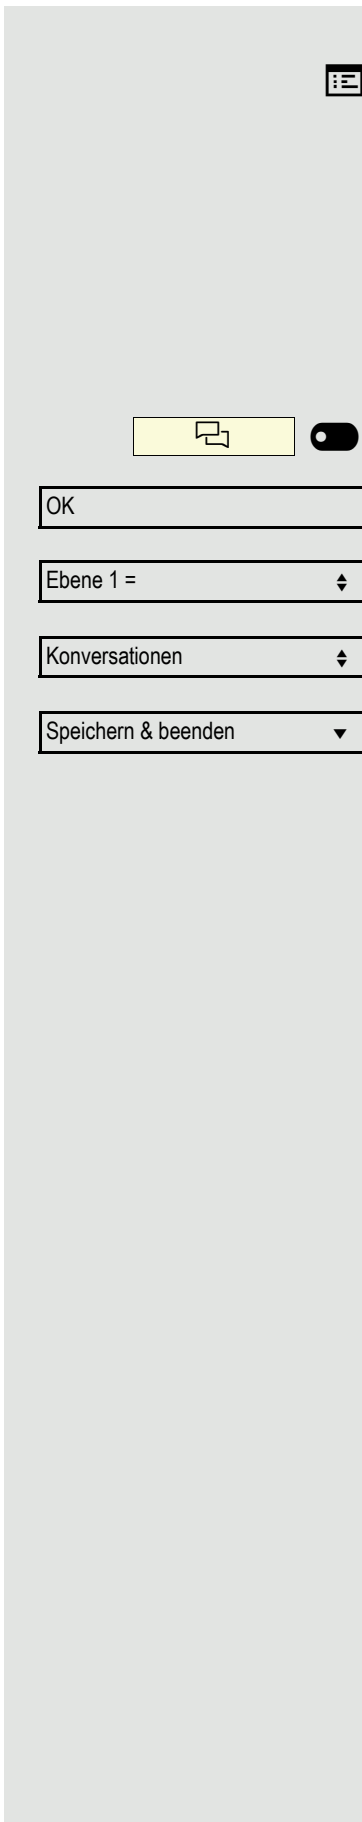 OK
Ebene 1 =
Konversationen
Speichern & beenden